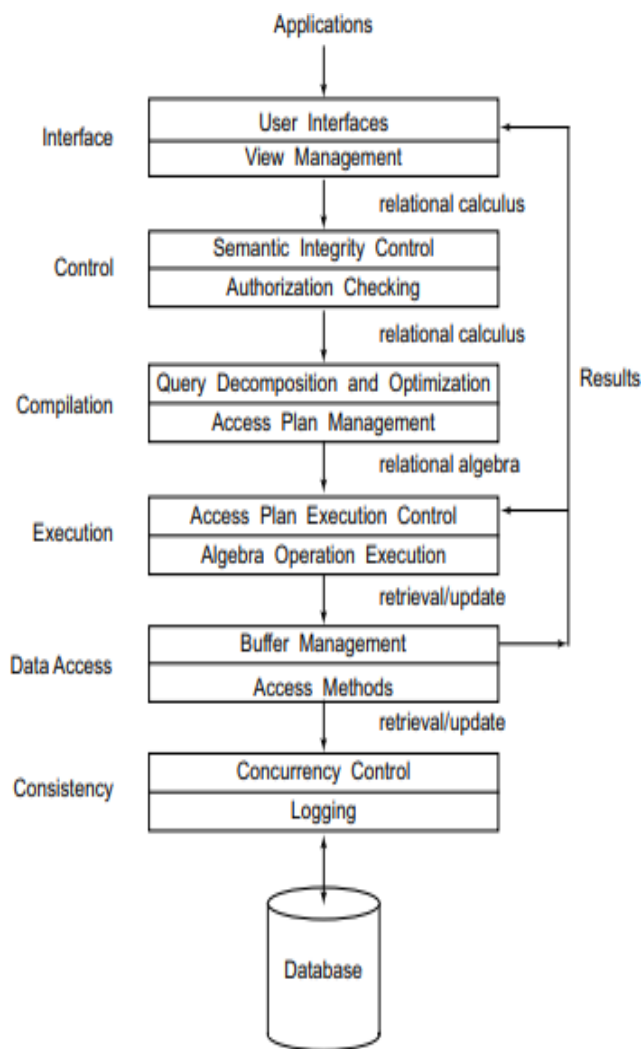 Applications
Interface
User Interfaces
View Management
relational calculus
Control
Semantic Integrity Control
Authorization Checking
relational calculus
Compilation
Query Decomposition and Optimization
Access Plan Management
Results
relational algebra
Execution
Access Plan Execution Control
Algebra Operation Execution
retrieval/update
Data Access
Buffer Management
Access Methods
retrieval/update
Consistency
Concurrency Control
Logging
Database